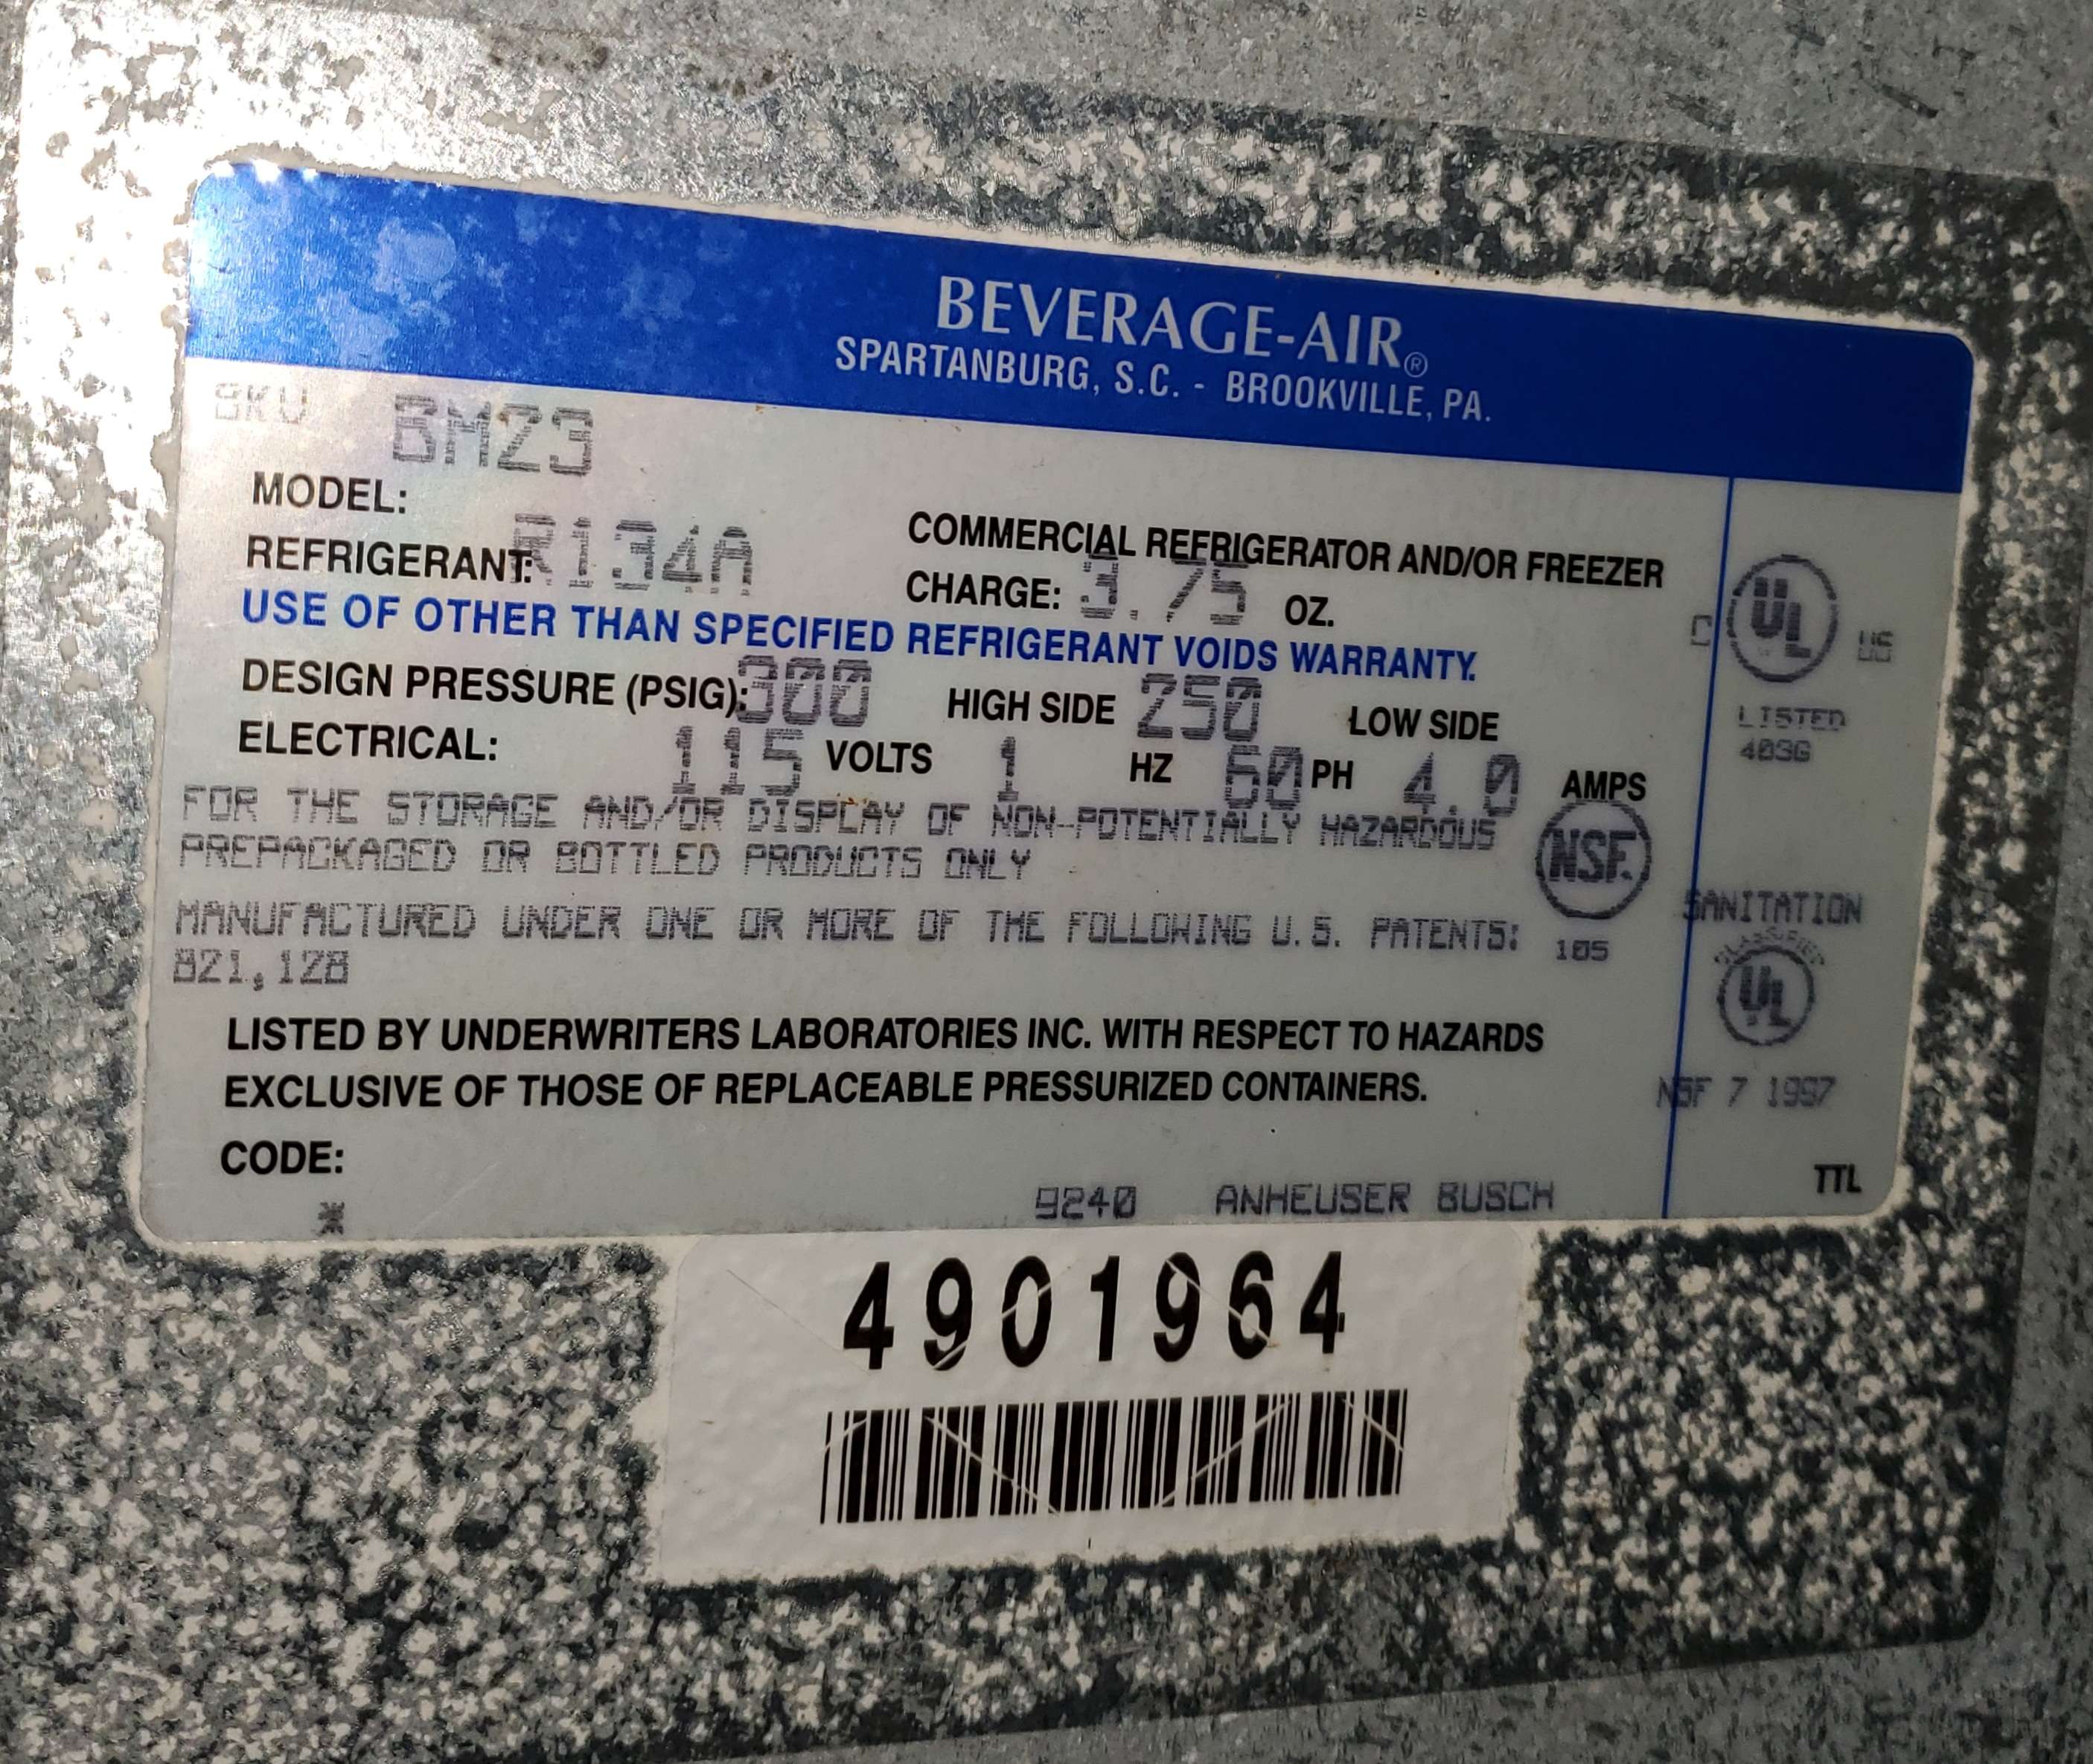 BEVERAGE-AIR®
SPARTANBURG, S.C. - BROOKVILLE, PA.
SKU BM23
MODEL:
COMMERCIAL REFRIGERATOR AND/OR FREEZER
REFRIGERANT: R134A CHARGE: 3.75 OZ.
USE OF OTHER THAN SPECIFIED REFRIGERANT VOIDS WARRANTY.
DESIGN PRESSURE (PSIG): 300 HIGH SIDE 250 LOW SIDE
ELECTRICAL: 115 VOLTS 1 HZ 60 PH 4.0 AMPS
FOR THE STORAGE AND/OR DISPLAY OF NON-POTENTIALLY HAZARDOUS
PREPACKAGED OR BOTTLED PRODUCTS ONLY
MANUFACTURED UNDER ONE OR MORE OF THE FOLLOWING U.S. PATENTS:
821,128
LISTED BY UNDERWRITERS LABORATORIES INC. WITH RESPECT TO HAZARDS
EXCLUSIVE OF THOSE OF REPLACEABLE PRESSURIZED CONTAINERS.
CODE:
*
9240 ANHEUSER BUSCH
C UL US
LISTED
403G
NSF.
105
SANITATION
CLASSIFIED
UL
NSF 7 1997
TTL
4901964